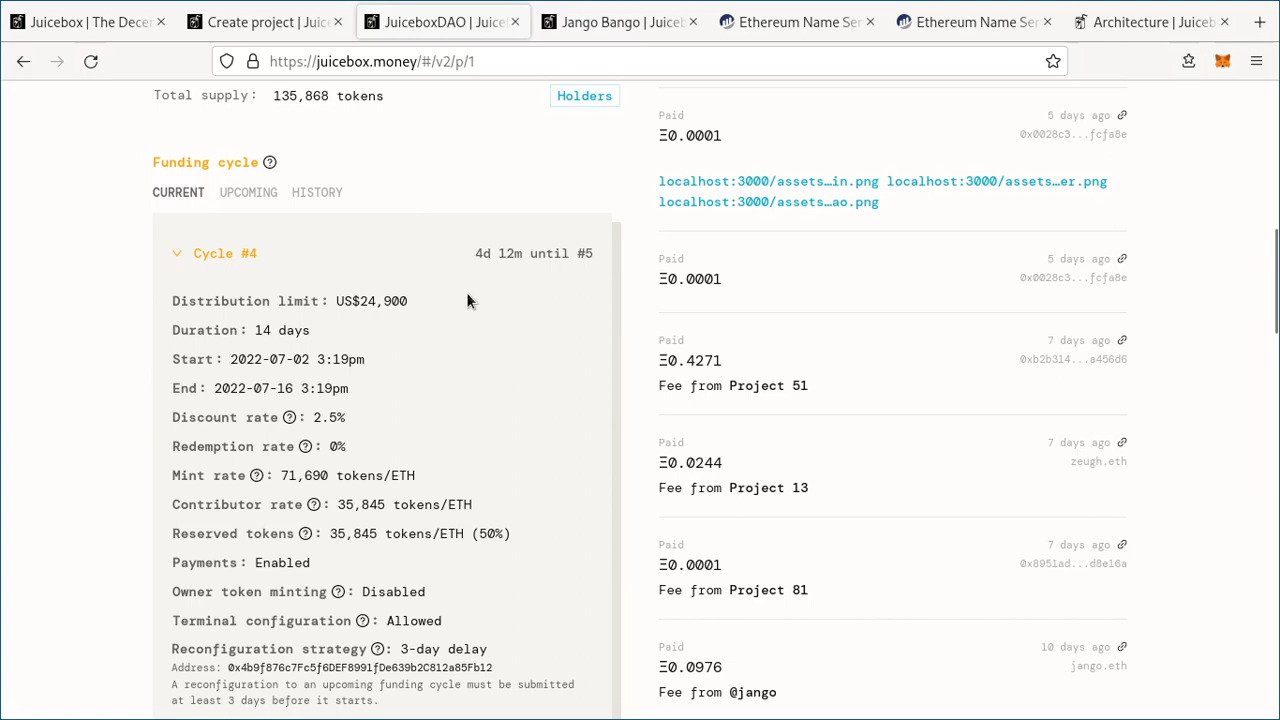 Juicebox | The Decer
Create project | Juice
JuiceboxDAO | Juicel
Jango Bango | Juiceb
Ethereum Name Ser
Ethereum Name Ser
Architecture | Juiceb
https://juicebox.money/#/v2/p/1
Total supply: 135,868 tokens
Holders
Funding cycle
CURRENT UPCOMING HISTORY
Cycle #4
4d 12m until #5
Distribution limit: US$24,900
Duration: 14 days
Start: 2022-07-02 3:19pm
End: 2022-07-16 3:19pm
Discount rate ?: 2.5%
Redemption rate ?: 0%
Mint rate ?: 71,690 tokens/ETH
Contributor rate ?: 35,845 tokens/ETH
Reserved tokens ?: 35,845 tokens/ETH (50%)
Payments: Enabled
Owner token minting ?: Disabled
Terminal configuration ?: Allowed
Reconfiguration strategy ?: 3-day delay
Address: 0x4b9f876c7Fc5f6DEF8991fDe639b2C812a85Fb12
A reconfiguration to an upcoming funding cycle must be submitted
at least 3 days before it starts.
Paid
5 days ago
Ξ0.0001
0x0028c3...fcfa8e
localhost:3000/assets…in.png localhost:3000/assets…er.png
localhost:3000/assets…ao.png
Paid
5 days ago
Ξ0.0001
0x0028c3...fcfa8e
Paid
7 days ago
Ξ0.4271
0xb2b314...a456d6
Fee from Project 51
Paid
7 days ago
Ξ0.0244
zeugh.eth
Fee from Project 13
Paid
7 days ago
Ξ0.0001
0x8951ad...d8e16a
Fee from Project 81
Paid
10 days ago
Ξ0.0976
jango.eth
Fee from @jango